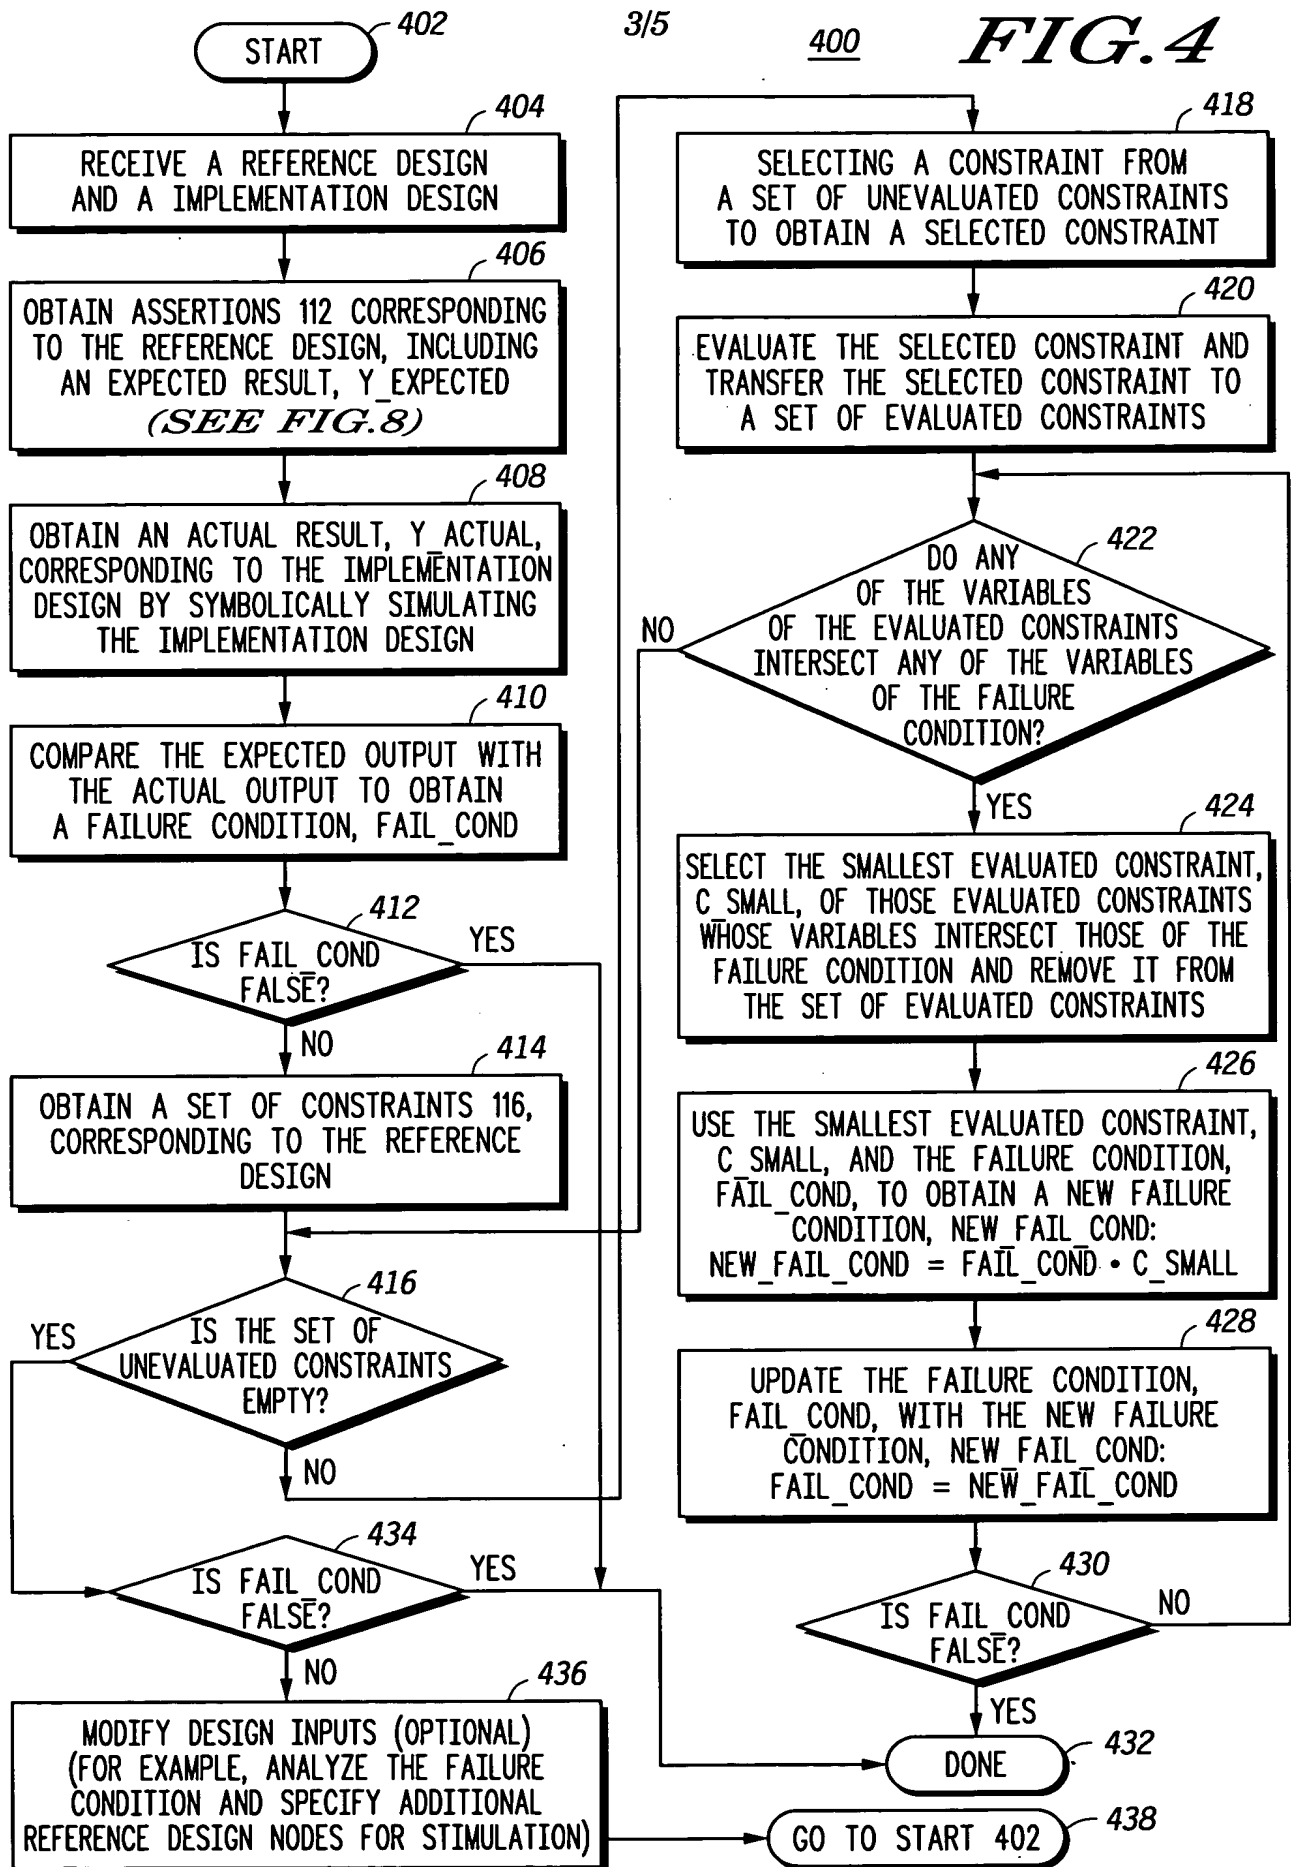 3/5
400
FIG.4
START
402
404
RECEIVE A REFERENCE DESIGN
AND A IMPLEMENTATION DESIGN
406
OBTAIN ASSERTIONS 112 CORRESPONDING
TO THE REFERENCE DESIGN, INCLUDING
AN EXPECTED RESULT, Y_EXPECTED
(SEE FIG.8)
408
OBTAIN AN ACTUAL RESULT, Y_ACTUAL,
CORRESPONDING TO THE IMPLEMENTATION
DESIGN BY SYMBOLICALLY SIMULATING
THE IMPLEMENTATION DESIGN
410
COMPARE THE EXPECTED OUTPUT WITH
THE ACTUAL OUTPUT TO OBTAIN
A FAILURE CONDITION, FAIL_COND
412
IS FAIL_COND
FALSE?
YES
NO
414
OBTAIN A SET OF CONSTRAINTS 116,
CORRESPONDING TO THE REFERENCE
DESIGN
416
IS THE SET OF
UNEVALUATED CONSTRAINTS
EMPTY?
YES
NO
434
IS FAIL_COND
FALSE?
YES
NO
436
MODIFY DESIGN INPUTS (OPTIONAL)
(FOR EXAMPLE, ANALYZE THE FAILURE
CONDITION AND SPECIFY ADDITIONAL
REFERENCE DESIGN NODES FOR STIMULATION)
418
SELECTING A CONSTRAINT FROM
A SET OF UNEVALUATED CONSTRAINTS
TO OBTAIN A SELECTED CONSTRAINT
420
EVALUATE THE SELECTED CONSTRAINT AND
TRANSFER THE SELECTED CONSTRAINT TO
A SET OF EVALUATED CONSTRAINTS
422
DO ANY
OF THE VARIABLES
OF THE EVALUATED CONSTRAINTS
INTERSECT ANY OF THE VARIABLES
OF THE FAILURE
CONDITION?
NO
YES
424
SELECT THE SMALLEST EVALUATED CONSTRAINT,
C_SMALL, OF THOSE EVALUATED CONSTRAINTS
WHOSE VARIABLES INTERSECT THOSE OF THE
FAILURE CONDITION AND REMOVE IT FROM
THE SET OF EVALUATED CONSTRAINTS
426
USE THE SMALLEST EVALUATED CONSTRAINT,
C_SMALL, AND THE FAILURE CONDITION,
FAIL_COND, TO OBTAIN A NEW FAILURE
CONDITION, NEW_FAIL_COND:
NEW_FAIL_COND = FAIL_COND • C_SMALL
428
UPDATE THE FAILURE CONDITION,
FAIL_COND, WITH THE NEW FAILURE
CONDITION, NEW_FAIL_COND:
FAIL_COND = NEW_FAIL_COND
430
IS FAIL_COND
FALSE?
NO
YES
DONE
432
GO TO START 402
438